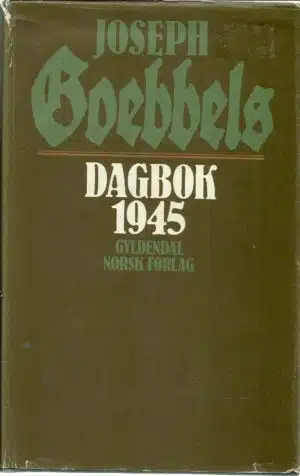 JOSEPH
Goebbels
DAGBOK
1945
GYLDENDAL
NORSK FORLAG